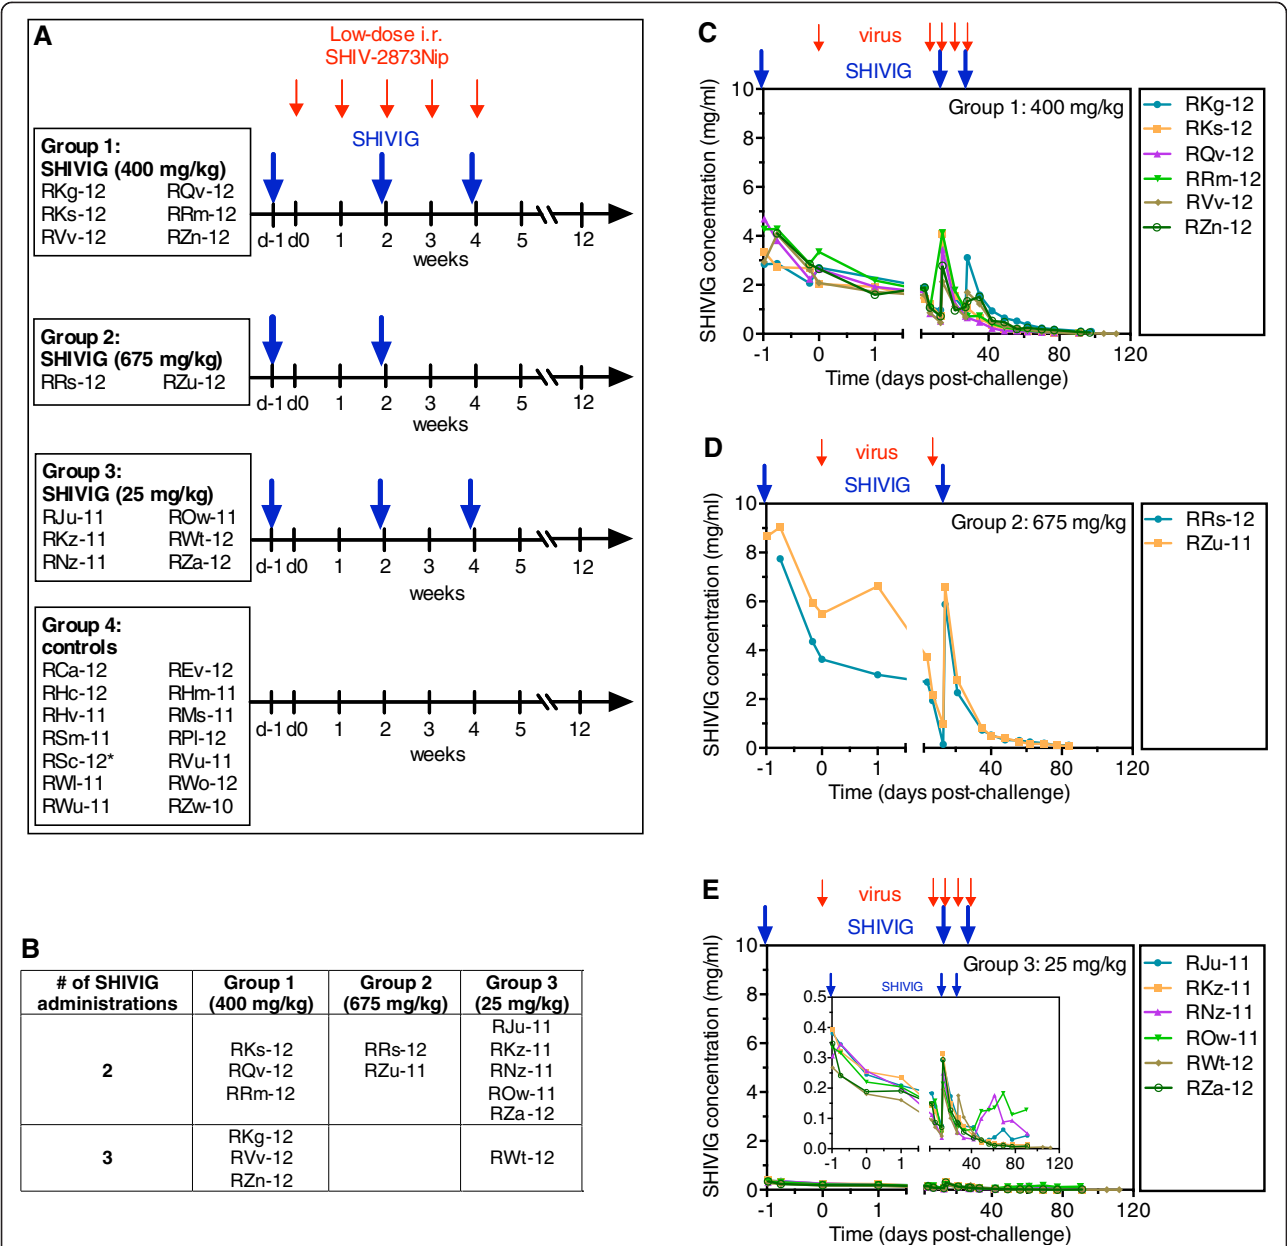 A
Low-dose i.r.
SHIV-2873Nip
SHIVIG
Group 1:
SHIVIG (400 mg/kg)
RKg-12 RQv-12
RKs-12 RRm-12
RVv-12 RZn-12
d-1 d0 1 2 3 4 5 12
weeks
Group 2:
SHIVIG (675 mg/kg)
RRs-12 RZu-12
d-1 d0 1 2 3 4 5 12
weeks
Group 3:
SHIVIG (25 mg/kg)
RJu-11 ROw-11
RKz-11 RWt-12
RNz-11 RZa-12
d-1 d0 1 2 3 4 5 12
weeks
Group 4:
controls
RCa-12 REv-12
RHc-12 RHm-11
RHv-11 RMs-11
RSm-11 RPl-12
RSc-12* RVu-11
RWl-11 RWo-12
RWu-11 RZw-10
d-1 d0 1 2 3 4 5 12
weeks
B
# of SHIVIG administrations Group 1 (400 mg/kg) Group 2 (675 mg/kg) Group 3 (25 mg/kg)
2
RKs-12
RQv-12
RRm-12
RRs-12
RZu-11
RJu-11
RKz-11
RNz-11
ROw-11
RZa-12
3
RKg-12
RVv-12
RZn-12
RWt-12
C
virus
SHIVIG
Group 1: 400 mg/kg
SHIVIG concentration (mg/ml)
10
8
6
4
2
0
-1 0 1 40 80 120
Time (days post-challenge)
RKg-12
RKs-12
RQv-12
RRm-12
RVv-12
RZn-12
D
virus
SHIVIG
Group 2: 675 mg/kg
SHIVIG concentration (mg/ml)
10
8
6
4
2
0
-1 0 1 40 80 120
Time (days post-challenge)
RRs-12
RZu-11
E
virus
SHIVIG
Group 3: 25 mg/kg
SHIVIG concentration (mg/ml)
10
8
6
4
2
0
-1 0 1 40 80 120
Time (days post-challenge)
SHIVIG
0.5
0.4
0.3
0.2
0.1
0.0
-1 0 1 40 80 120
RJu-11
RKz-11
RNz-11
ROw-11
RWt-12
RZa-12